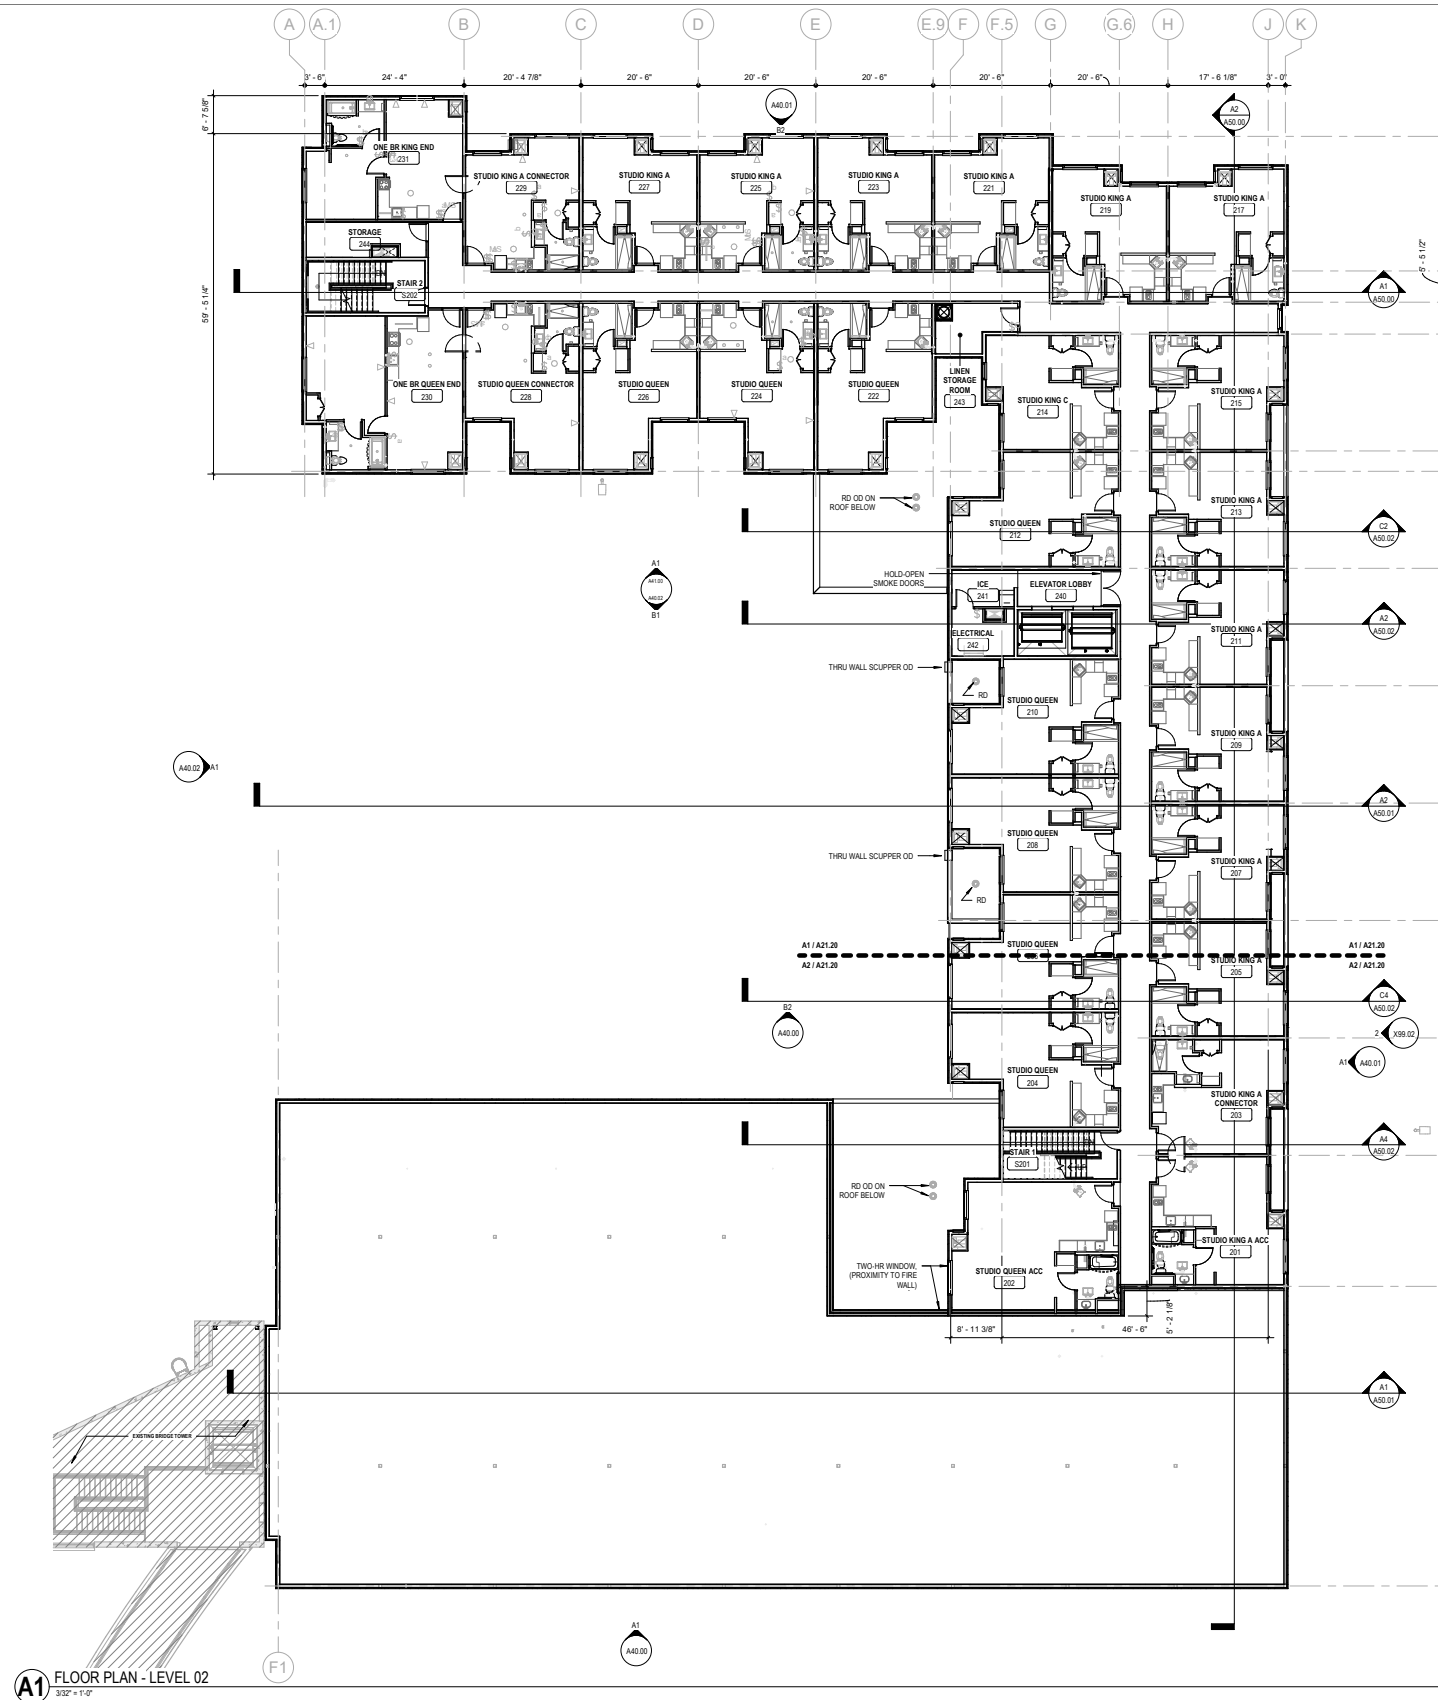 A
A.1
B
C
D
E
E.9
F
F.5
G
G.6
H
J
K
3' - 6"
24' - 4"
20' - 4 7/8"
20' - 6"
20' - 6"
20' - 6"
20' - 6"
20' - 6"
17' - 6 1/8"
3' - 0"
6' - 7 5/8"
59' - 5 1/4"
5' - 5 1/2"
A40.01
B2
A2
A50.00
ONE BR KING END
231
STUDIO KING A CONNECTOR
229
STUDIO KING A
227
STUDIO KING A
225
STUDIO KING A
223
STUDIO KING A
221
STUDIO KING A
219
STUDIO KING A
217
STORAGE
244
STAIR 2
S202
A1
A50.00
ONE BR QUEEN END
230
STUDIO QUEEN CONNECTOR
228
STUDIO QUEEN
226
STUDIO QUEEN
224
STUDIO QUEEN
222
LINEN
STORAGE
ROOM
243
STUDIO KING C
214
STUDIO KING A
215
RD OD ON
ROOF BELOW
STUDIO QUEEN
212
STUDIO KING A
213
C2
A50.02
HOLD-OPEN
SMOKE DOORS
ICE
241
ELEVATOR LOBBY
240
A1
A41.00
A40.02
B1
ELECTRICAL
242
STUDIO KING A
211
A2
A50.02
THRU WALL SCUPPER OD
RD
STUDIO QUEEN
210
STUDIO KING A
209
A40.02
A1
A2
A50.01
STUDIO QUEEN
208
THRU WALL SCUPPER OD
RD
STUDIO KING A
207
A1 / A21.20
A2 / A21.20
STUDIO QUEEN
STUDIO KING A
205
A1 / A21.20
A2 / A21.20
C4
A50.02
B2
A40.00
2
X99.02
A1
A40.01
STUDIO QUEEN
204
STUDIO KING A
CONNECTOR
203
A4
A50.02
STAIR 1
S201
UP
RD OD ON
ROOF BELOW
TWO-HR WINDOW,
(PROXIMITY TO FIRE
WALL)
STUDIO QUEEN ACC
202
STUDIO KING A ACC
201
8' - 11 3/8"
46' - 6"
5' - 2 1/8"
A1
A50.01
EXISTING BRIDGE TOWER
A1
A40.00
F1
A1
FLOOR PLAN - LEVEL 02
3/32" = 1'-0"